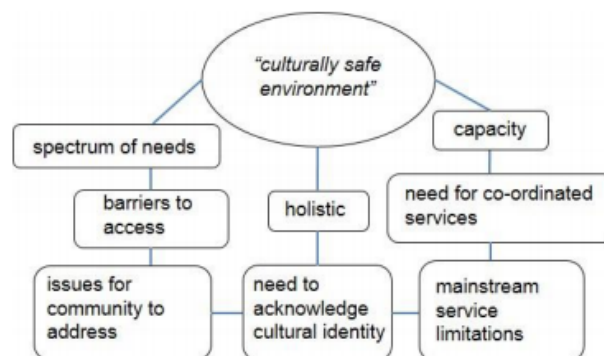 “culturally safe
environment”
spectrum of needs
capacity
barriers to
access
holistic
need for co-ordinated
services
issues for
community to
address
need to
acknowledge
cultural identity
mainstream
service
limitations